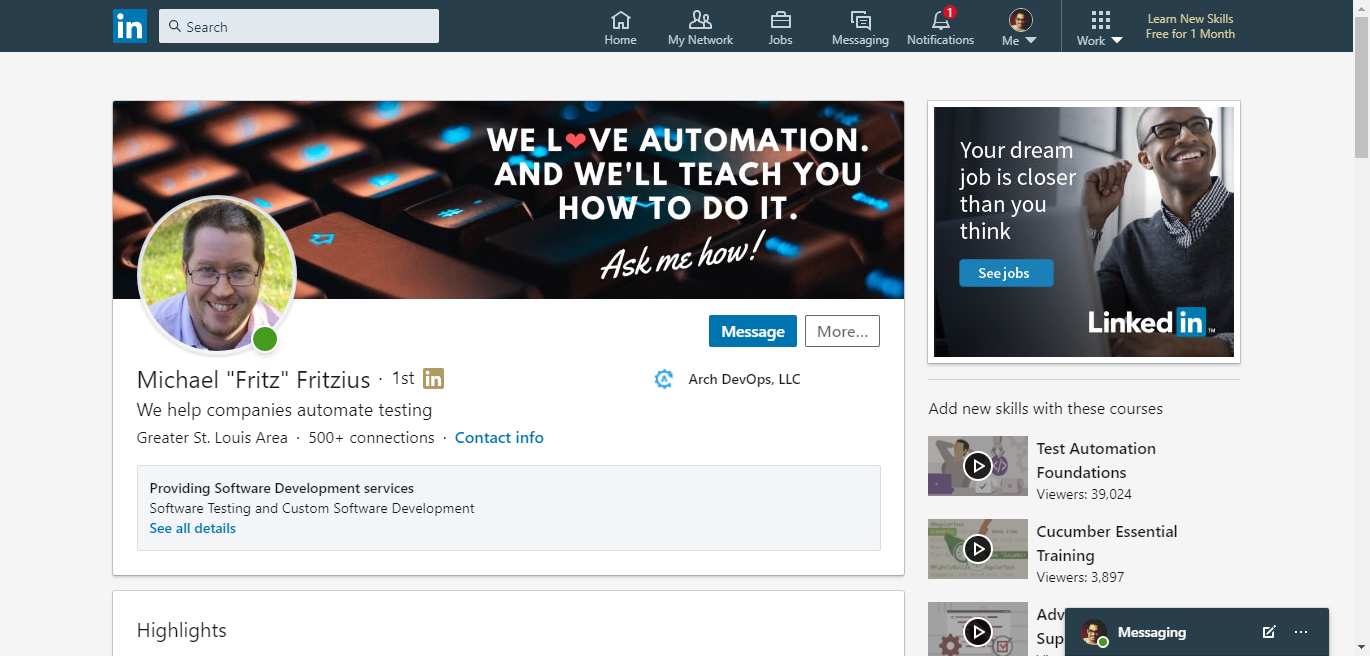 in
Search
Home
My Network
Jobs
Messaging
1
Notifications
Me
Work
Learn New Skills
Free for 1 Month
WE L❤VE AUTOMATION.
AND WE'LL TEACH YOU
HOW TO DO IT.
Ask me how!
Message
More...
Michael "Fritz" Fritzius · 1st in
Arch DevOps, LLC
We help companies automate testing
Greater St. Louis Area · 500+ connections · Contact info
Providing Software Development services
Software Testing and Custom Software Development
See all details
Highlights
Your dream
job is closer
than you
think
See jobs
Linked in ™
Add new skills with these courses
Test Automation
Foundations
Viewers: 39,024
Cucumber Essential
Training
Viewers: 3,897
Adv
Sup
Messaging